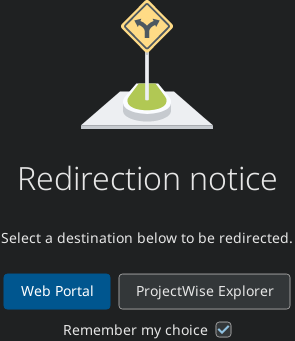 Redirection notice
Select a destination below to be redirected.
Web Portal
ProjectWise Explorer
Remember my choice